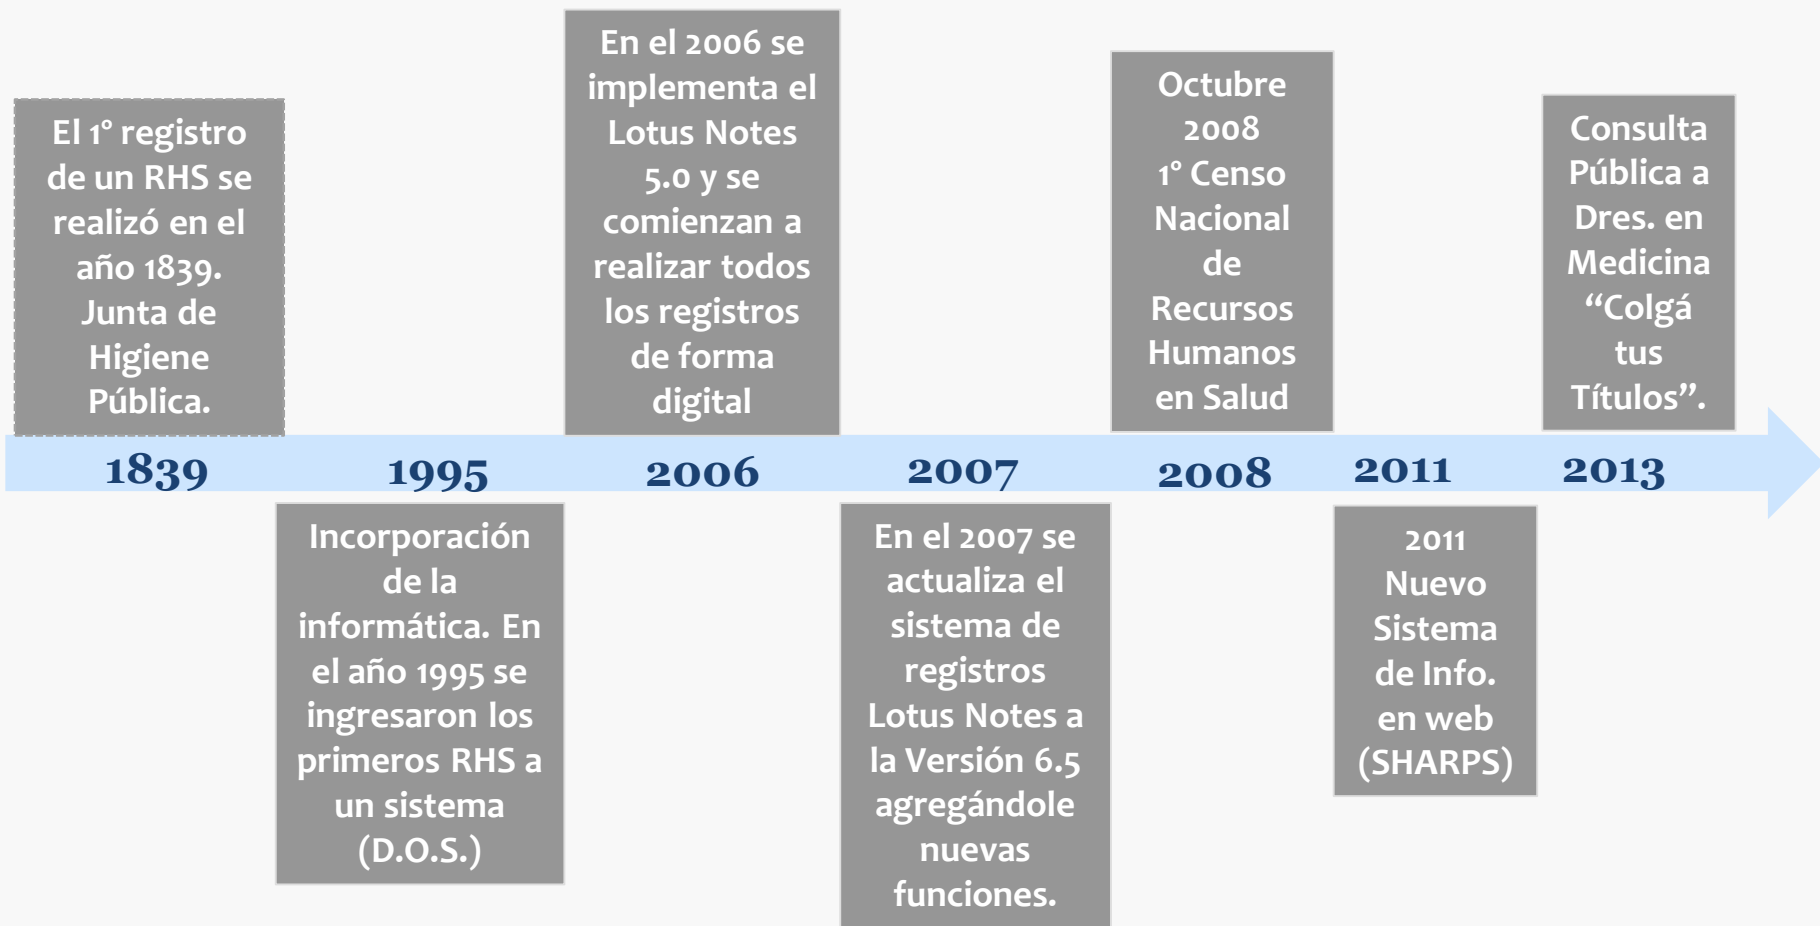 El 1º registro
de un RHS se
realizó en el
año 1839.
Junta de
Higiene
Pública.
En el 2006 se
implementa el
Lotus Notes
5.0 y se
comienzan a
realizar todos
los registros
de forma
digital
Octubre
2008
1º Censo
Nacional
de
Recursos
Humanos
en Salud
Consulta
Pública a
Dres. en
Medicina
“Colgá
tus
Títulos”.
1839 1995 2006 2007 2008 2011 2013
Incorporación
de la
informática. En
el año 1995 se
ingresaron los
primeros RHS a
un sistema
(D.O.S.)
En el 2007 se
actualiza el
sistema de
registros
Lotus Notes a
la Versión 6.5
agregándole
nuevas
funciones.
2011
Nuevo
Sistema
de Info.
en web
(SHARPS)